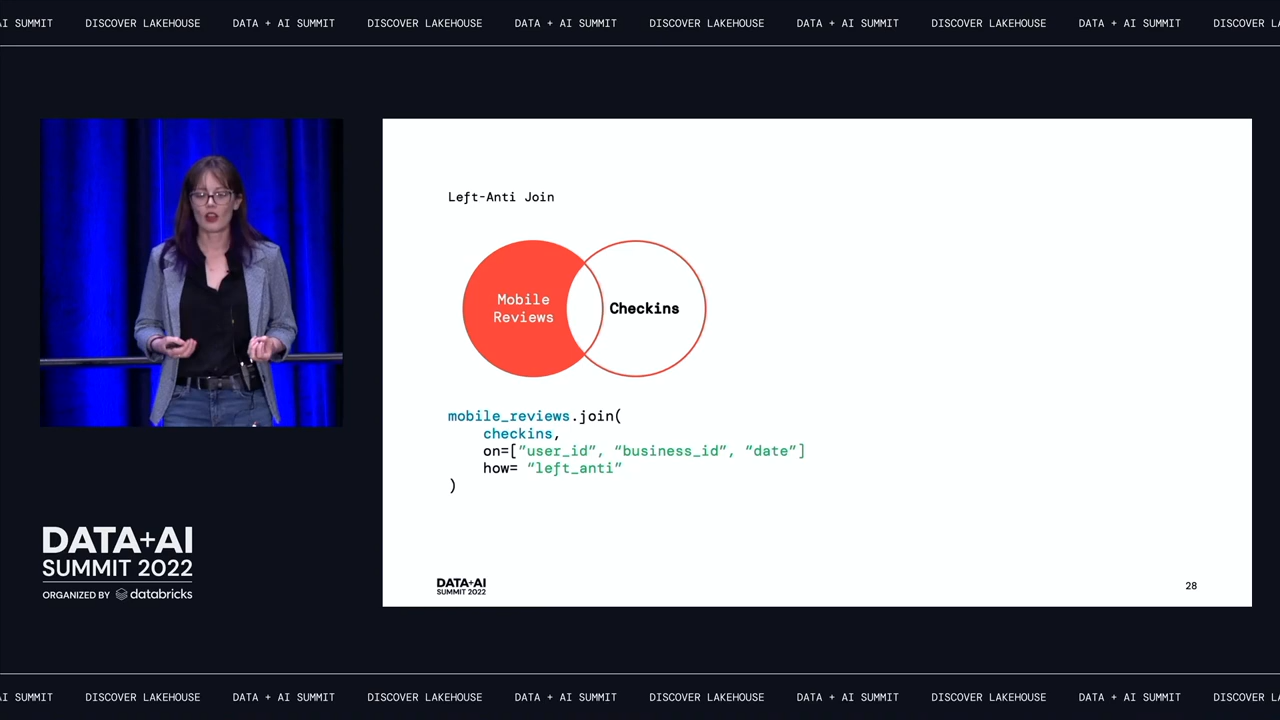 AI SUMMIT DISCOVER LAKEHOUSE DATA + AI SUMMIT DISCOVER LAKEHOUSE DATA + AI SUMMIT DISCOVER LAKEHOUSE DATA + AI SUMMIT DISCOVER LAKEHOUSE DATA + AI SUMMIT DISCOVER
Left-Anti Join
Mobile
Reviews
Checkins
mobile_reviews.join(
checkins,
on=[”user_id”, “business_id”, “date”]
how= “left_anti”
)
DATA+AI
SUMMIT 2022
28
DATA+AI
SUMMIT 2022
ORGANIZED BY databricks
AI SUMMIT DISCOVER LAKEHOUSE DATA + AI SUMMIT DISCOVER LAKEHOUSE DATA + AI SUMMIT DISCOVER LAKEHOUSE DATA + AI SUMMIT DISCOVER LAKEHOUSE DATA + AI SUMMIT DISCOVER